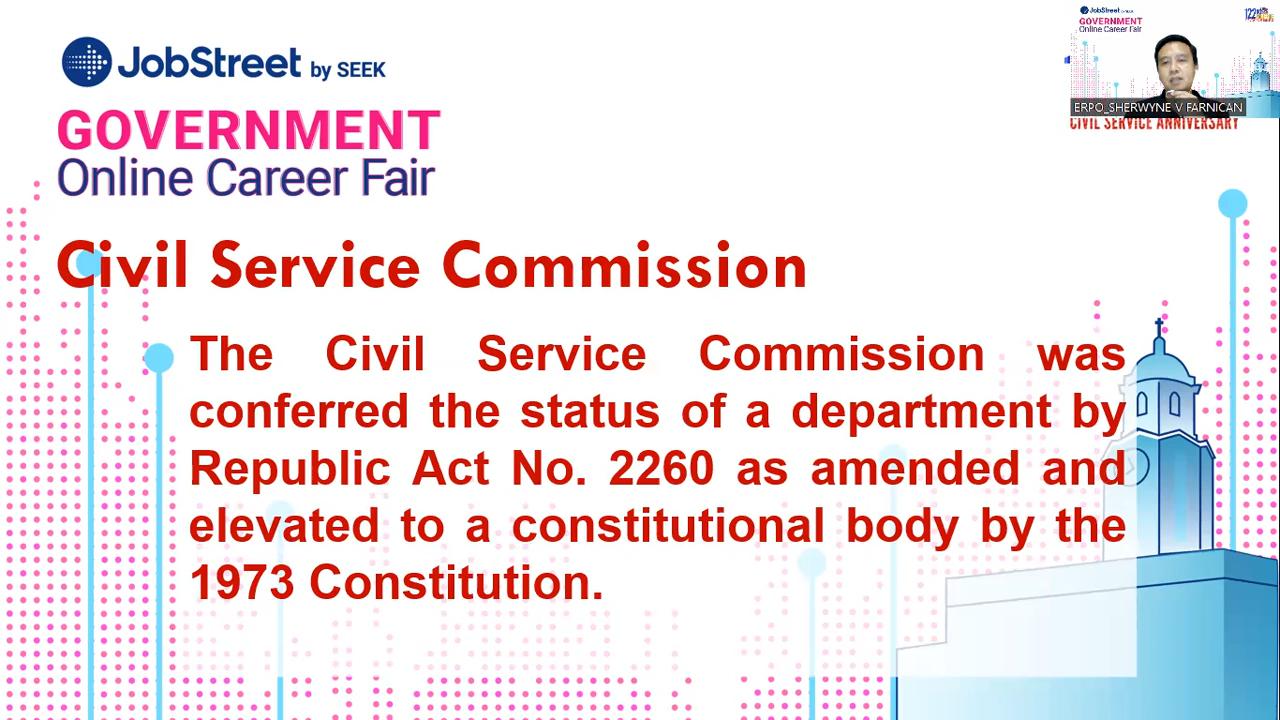 JobStreet by SEEK
GOVERNMENT
Online Career Fair
Civil Service Commission
The Civil Service Commission was
conferred the status of a department by
Republic Act No. 2260 as amended and
elevated to a constitutional body by the
1973 Constitution.
JobStreet
GOVERNMENT
Online Career Fair
122
ERPO_SHERWYNE V FARNICAN
CIVIL SERVICE ANNIVERSARY